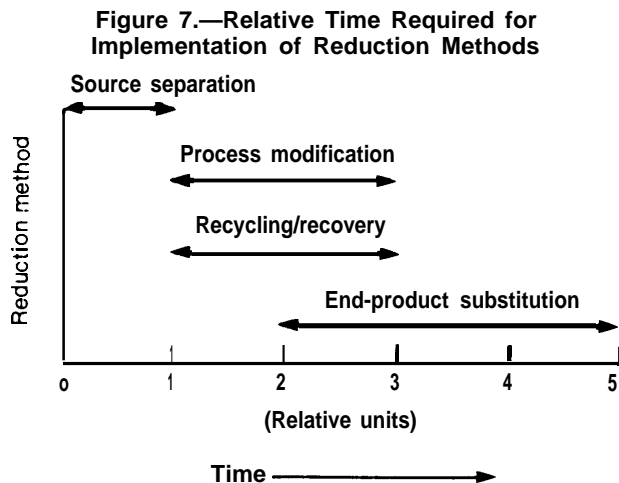 Figure 7.—Relative Time Required for
Implementation of Reduction Methods
Source separation
Process modification
Recycling/recovery
End-product substitution
Reduction method
o 1 2 3 4 5
(Relative units)
Time